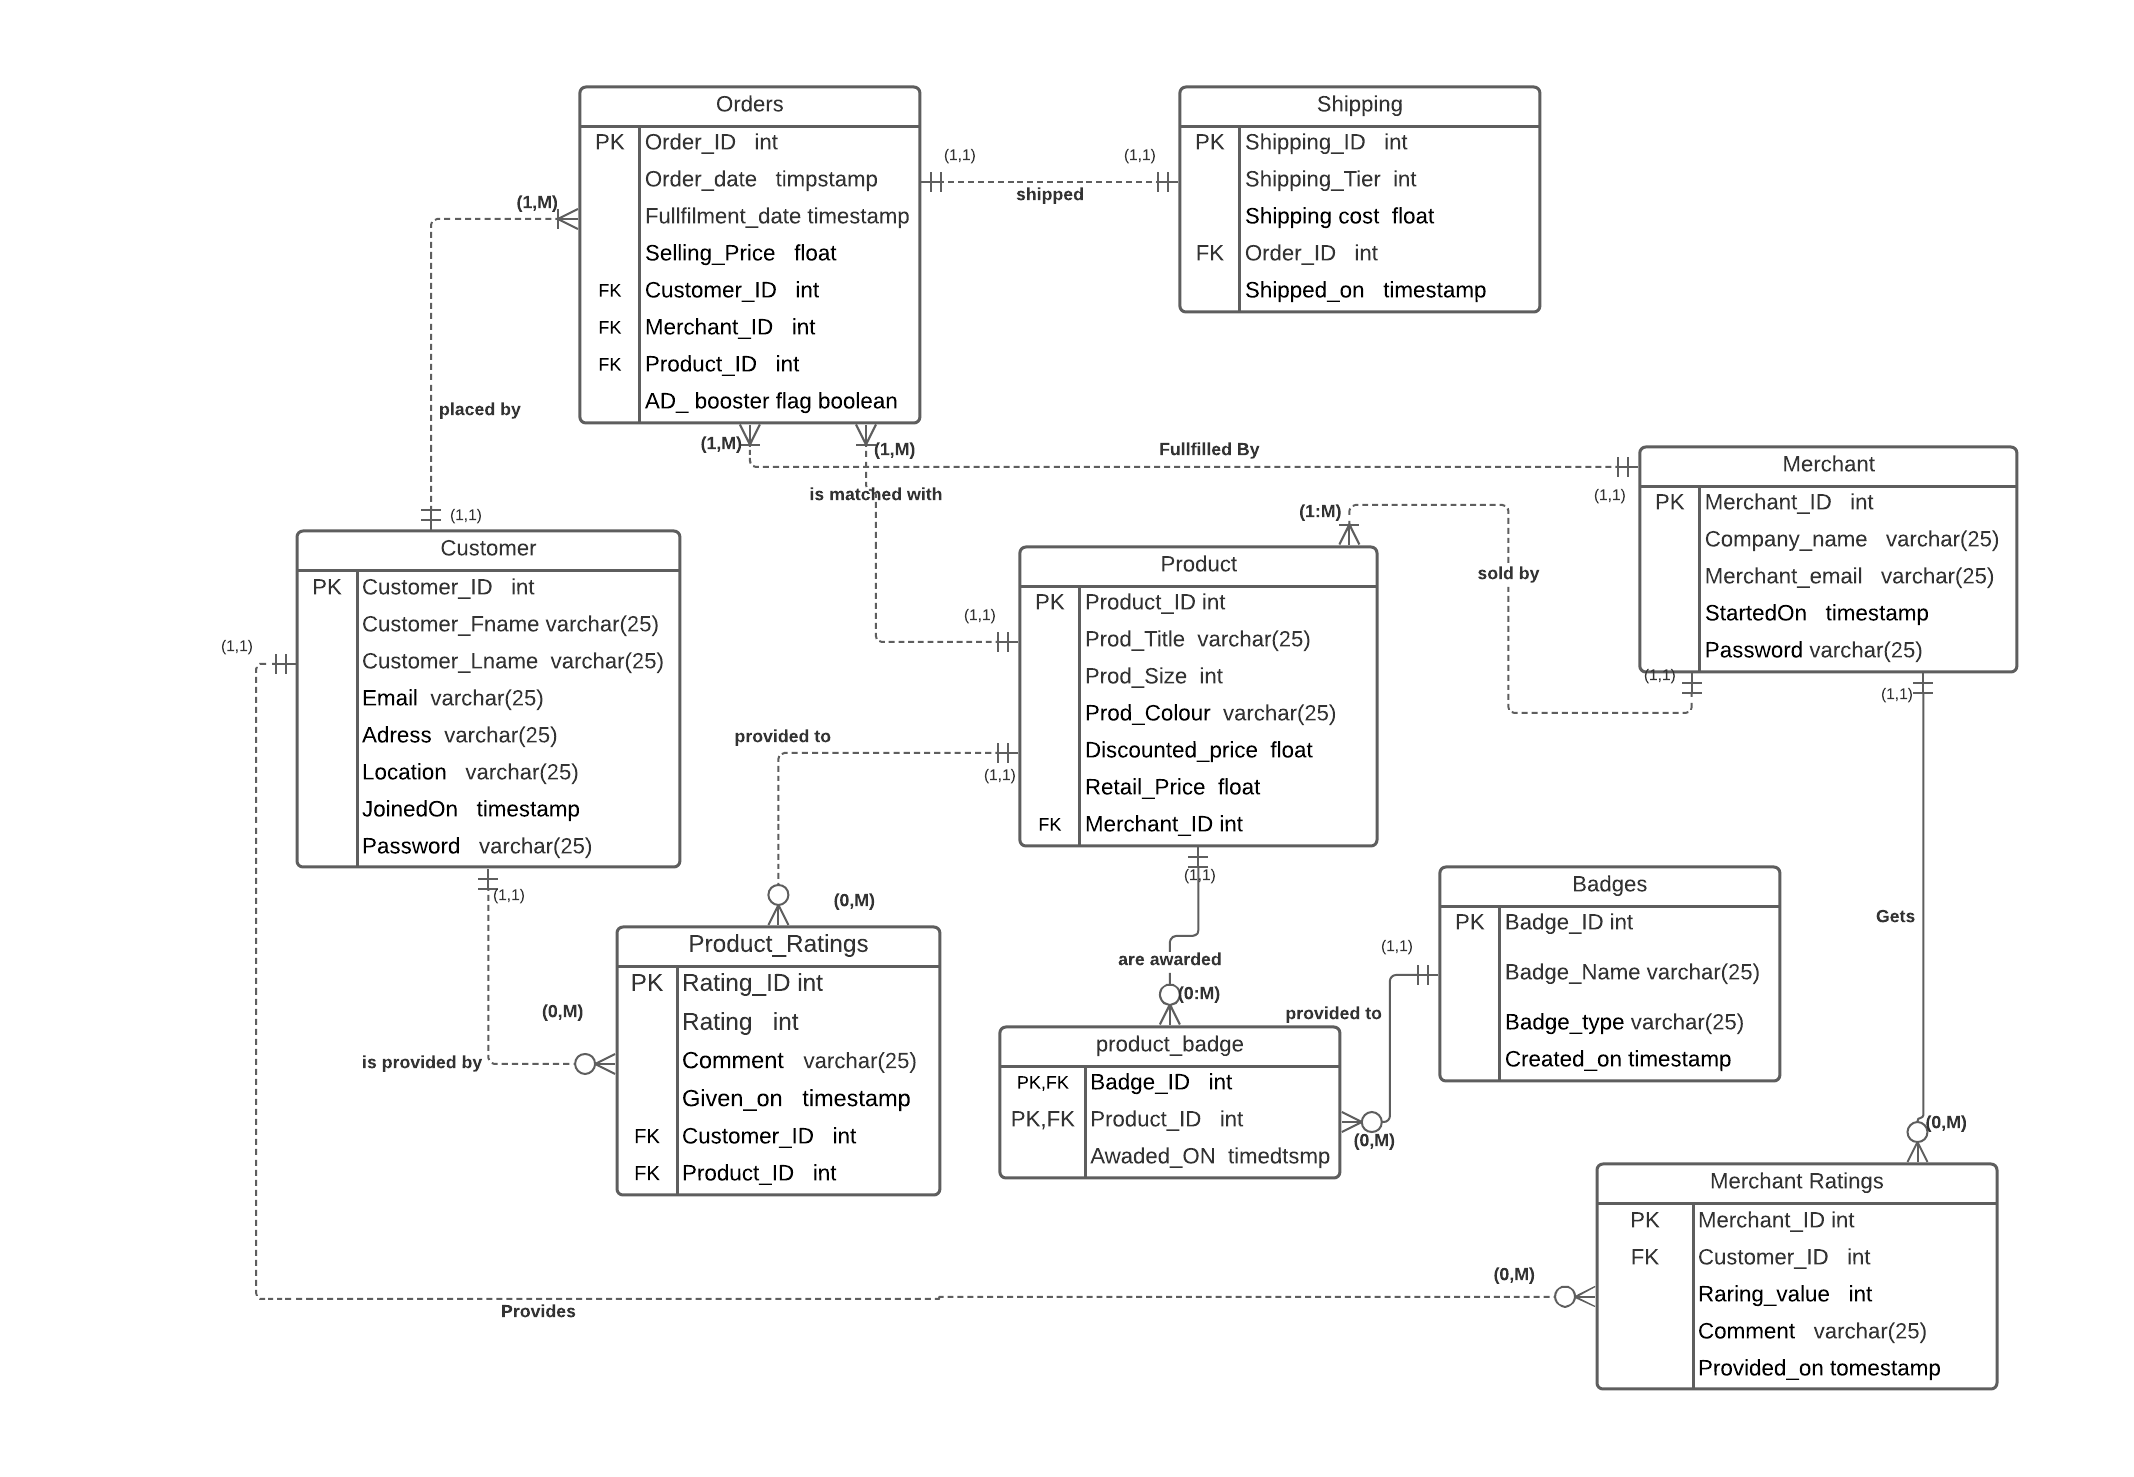 Orders
PK Order_ID int
Order_date timpstamp
Fullfilment_date timestamp
Selling_Price float
FK Customer_ID int
FK Merchant_ID int
FK Product_ID int
AD_ booster flag boolean
(1,1)
(1,1)
shipped
Shipping
PK Shipping_ID int
Shipping_Tier int
Shipping cost float
FK Order_ID int
Shipped_on timestamp
(1,M)
placed by
(1,1)
(1,M)
(1,M)
Fullfilled By
(1,1)
is matched with
(1,1)
Merchant
PK Merchant_ID int
Company_name varchar(25)
Merchant_email varchar(25)
StartedOn timestamp
Password varchar(25)
(1,1)
(1,1)
(1:M)
sold by
Customer
PK Customer_ID int
Customer_Fname varchar(25)
Customer_Lname varchar(25)
Email varchar(25)
Adress varchar(25)
Location varchar(25)
JoinedOn timestamp
Password varchar(25)
(1,1)
(1,1)
Product
PK Product_ID int
Prod_Title varchar(25)
Prod_Size int
Prod_Colour varchar(25)
Discounted_price float
Retail_Price float
FK Merchant_ID int
provided to
(1,1)
(0,M)
(1,1)
are awarded
(0:M)
(0,M)
is provided by
Product_Ratings
PK Rating_ID int
Rating int
Comment varchar(25)
Given_on timestamp
FK Customer_ID int
FK Product_ID int
product_badge
PK,FK Badge_ID int
PK,FK Product_ID int
Awaded_ON timedtsmp
(1,1)
provided to
(0,M)
Badges
PK Badge_ID int
Badge_Name varchar(25)
Badge_type varchar(25)
Created_on timestamp
Gets
(0,M)
Merchant Ratings
PK Merchant_ID int
FK Customer_ID int
Raring_value int
Comment varchar(25)
Provided_on tomestamp
(0,M)
Provides